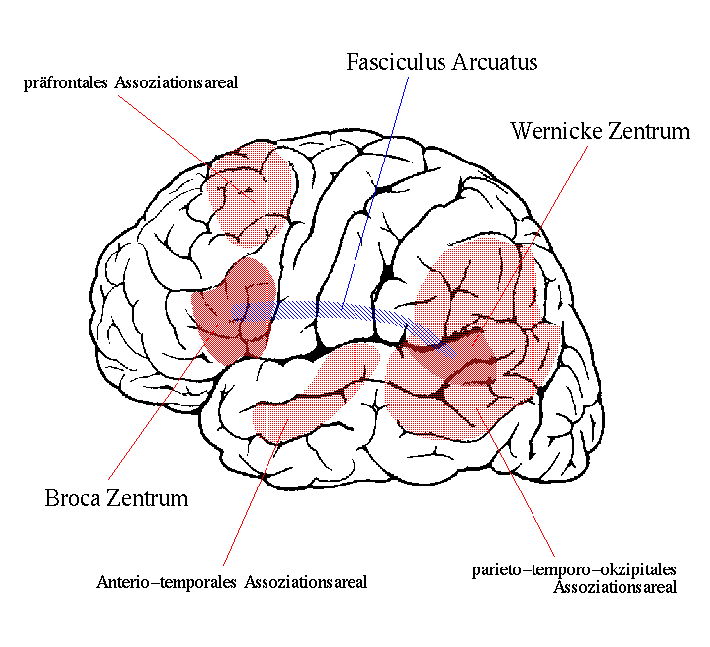 Fasciculus Arcuatus
präfrontales Assoziationsareal
Wernicke Zentrum
Broca Zentrum
Anterio-temporales Assoziationsareal
parieto-temporo-okzipitales
Assoziationsareal